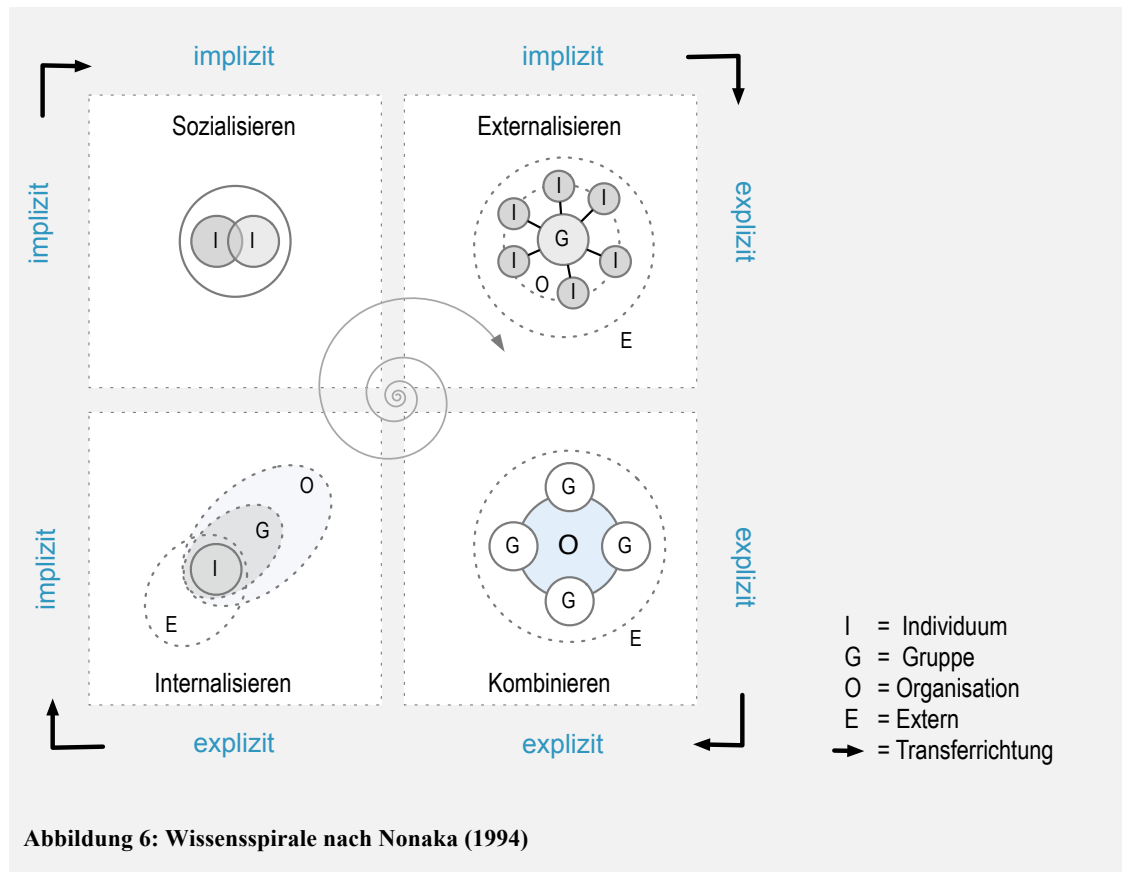 implizit
implizit
implizit
explizit
Sozialisieren
I
I
Externalisieren
I
I
I
G
I
I
I
O
E
Internalisieren
O
G
I
E
Kombinieren
G
G
O
G
G
E
implizit
explizit
explizit
explizit
I = Individuum
G = Gruppe
O = Organisation
E = Extern
= Transferrichtung
Abbildung 6: Wissensspirale nach Nonaka (1994)